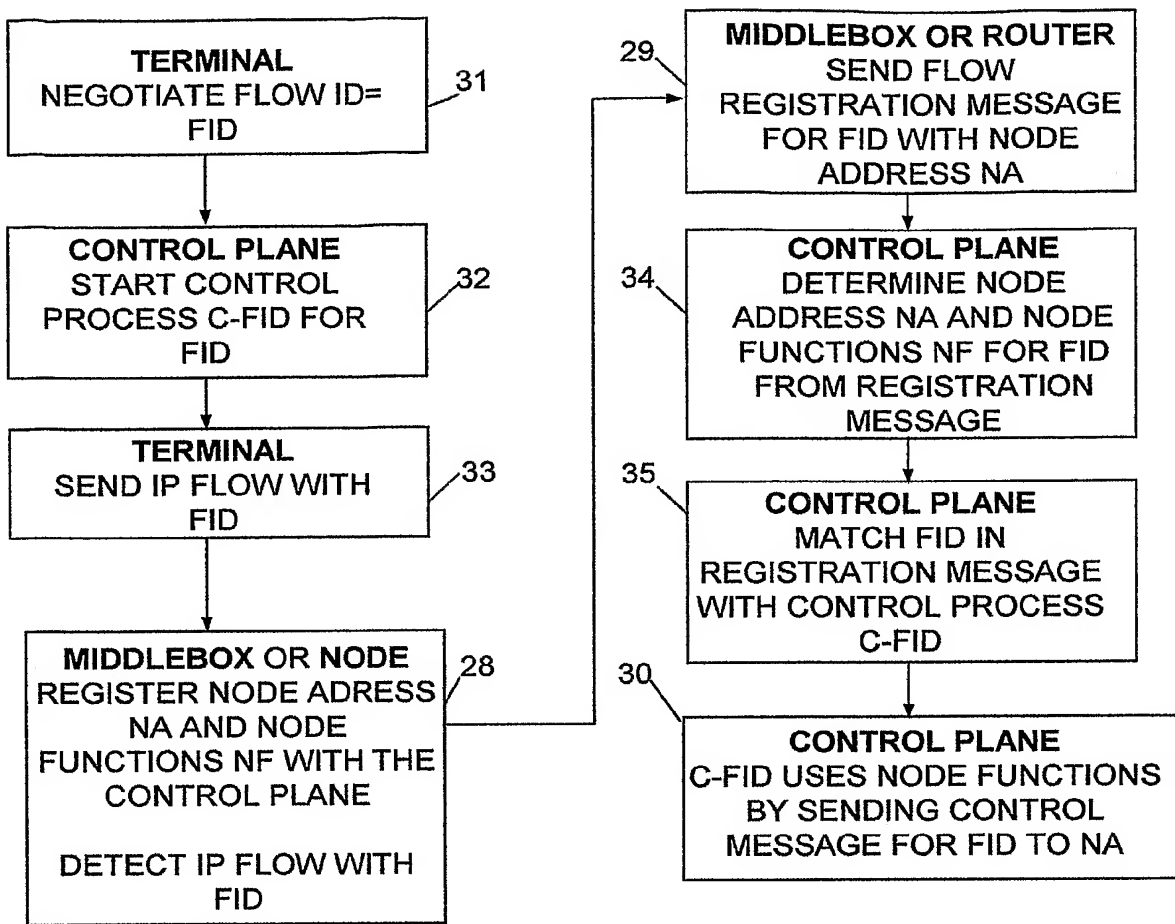 TERMINAL
NEGOTIATE FLOW ID=
FID
31
CONTROL PLANE
START CONTROL
PROCESS C-FID FOR
FID
32
TERMINAL
SEND IP FLOW WITH
FID
33
MIDDLEBOX OR NODE
REGISTER NODE ADRESS
NA AND NODE
FUNCTIONS NF WITH THE
CONTROL PLANE
DETECT IP FLOW WITH
FID
28
29
MIDDLEBOX OR ROUTER
SEND FLOW
REGISTRATION MESSAGE
FOR FID WITH NODE
ADDRESS NA
34
CONTROL PLANE
DETERMINE NODE
ADDRESS NA AND NODE
FUNCTIONS NF FOR FID
FROM REGISTRATION
MESSAGE
35
CONTROL PLANE
MATCH FID IN
REGISTRATION MESSAGE
WITH CONTROL PROCESS
C-FID
30
CONTROL PLANE
C-FID USES NODE FUNCTIONS
BY SENDING CONTROL
MESSAGE FOR FID TO NA